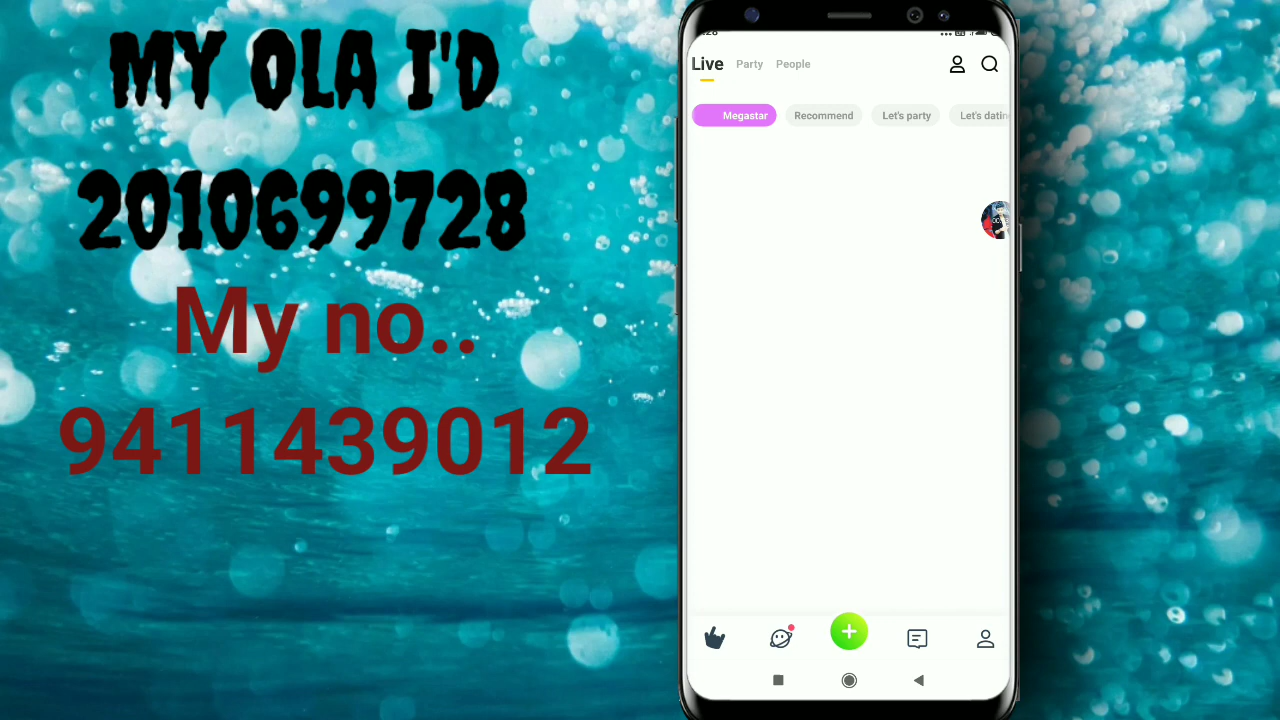 MY OLA I'D
2010699728
My no..
9411439012
Live Party People
Megastar Recommend Let's party Let's datin